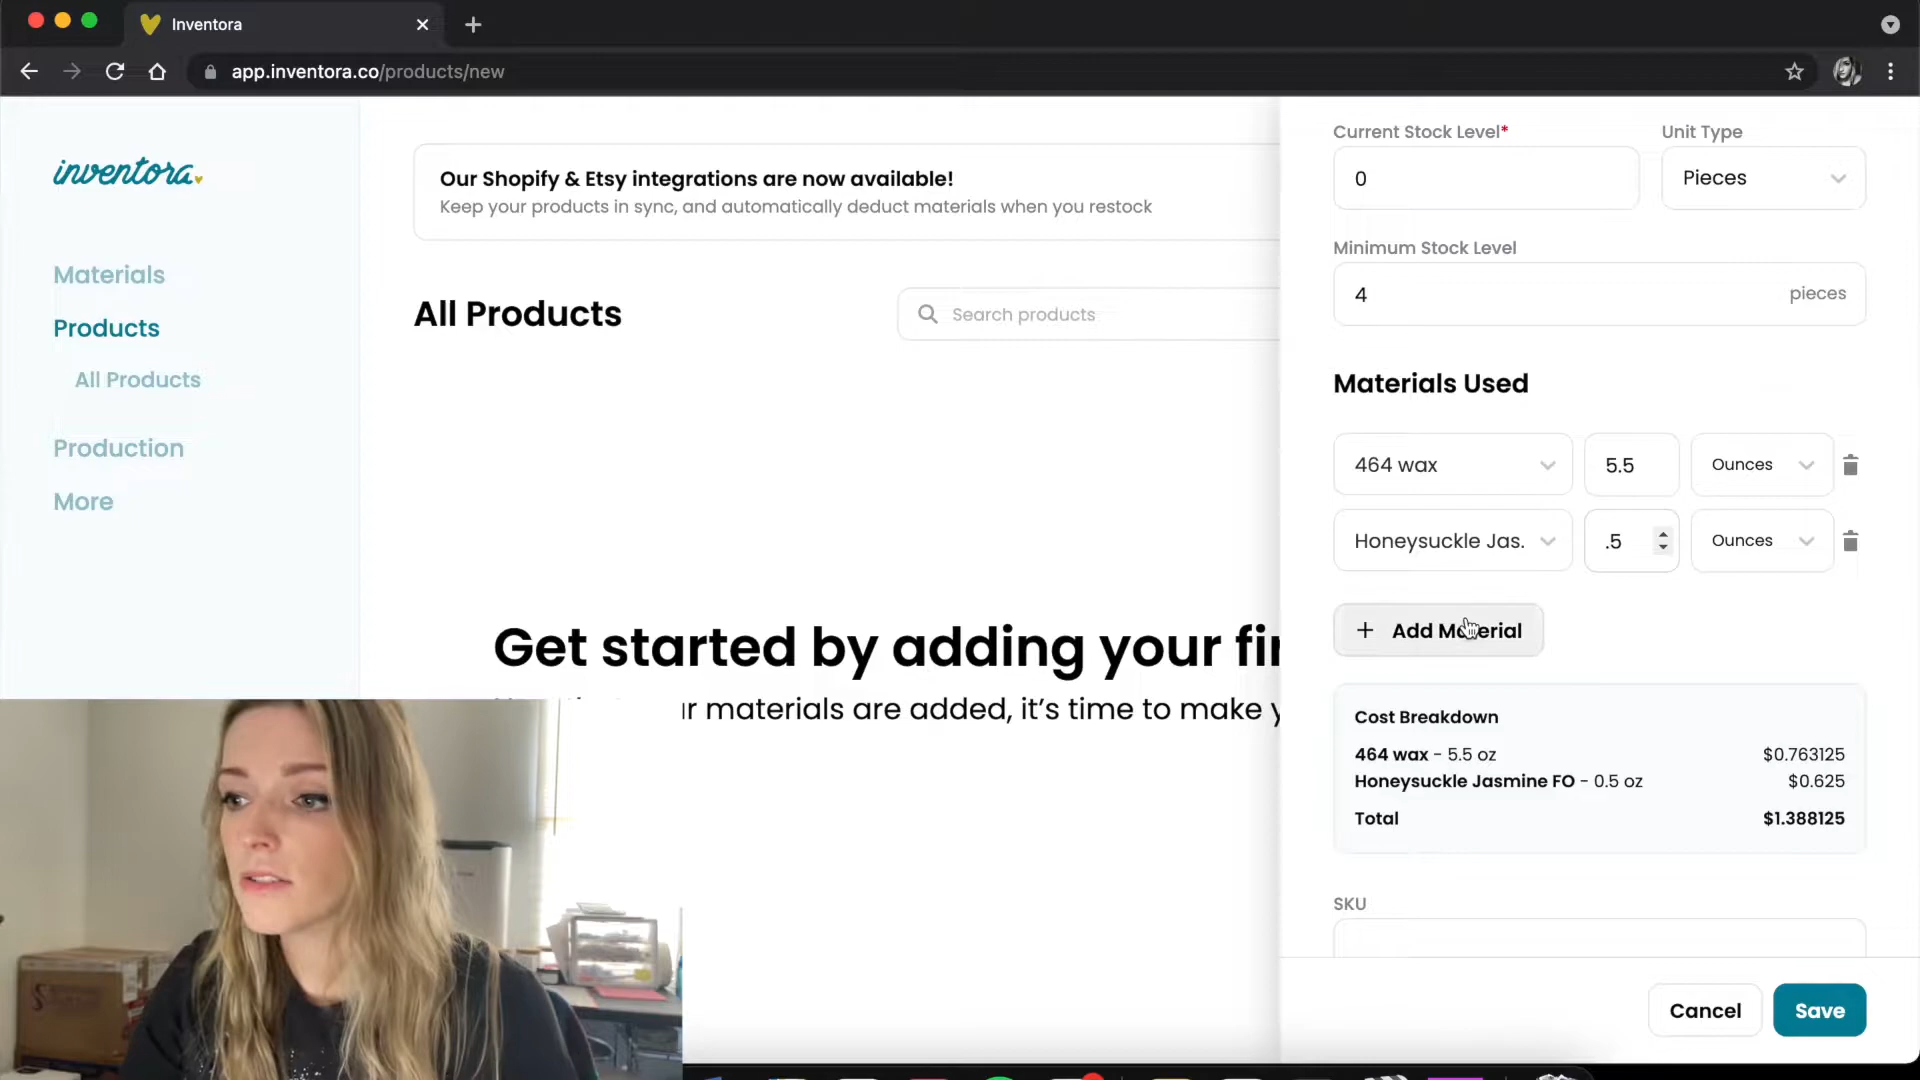 Inventora
app.inventora.co/products/new
inventora
Materials
Products
All Products
Production
More
Our Shopify & Etsy integrations are now available!
Keep your products in sync, and automatically deduct materials when you restock
All Products
Search products
Get started by adding your fir
r materials are added, it's time to make y
Current Stock Level*
Unit Type
0
Pieces
Minimum Stock Level
4
pieces
Materials Used
464 wax
5.5
Ounces
Honeysuckle Jas.
.5
Ounces
+ Add Material
Cost Breakdown
464 wax - 5.5 oz
$0.763125
Honeysuckle Jasmine FO - 0.5 oz
$0.625
Total
$1.388125
SKU
Cancel
Save